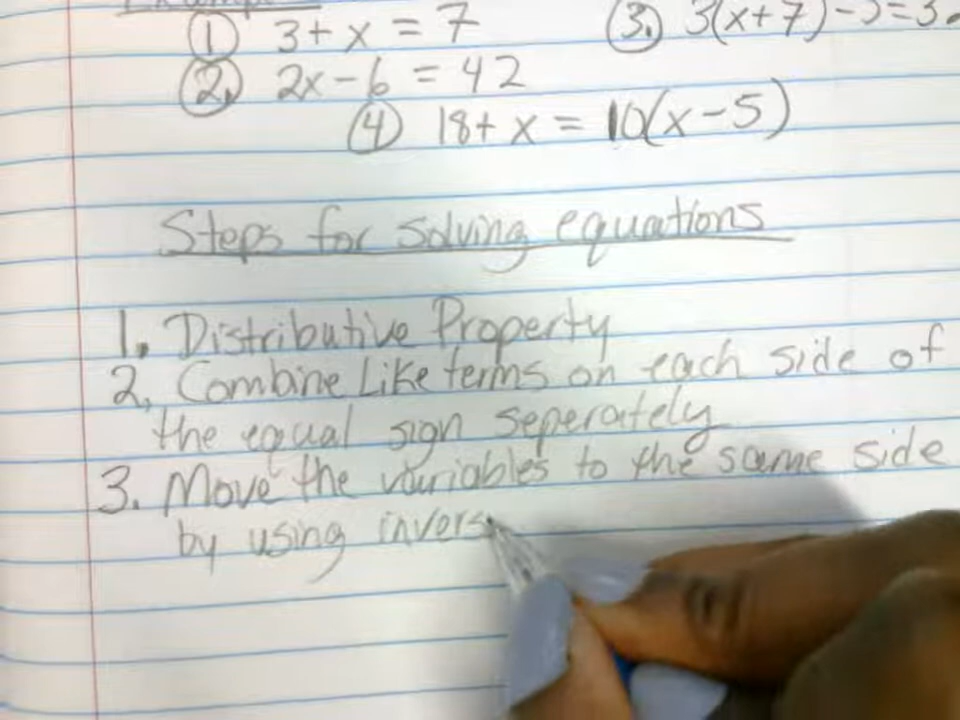 ① 3 + x = 7
③. 3(x+7)
②. 2x - 6 = 42
④ 18 + x = 10(x-5)
Steps for solving equations
1. Distributive Property
2. Combine Like terms on each side of
the equal sign seperately
3. Move the variables to the same side
by using invers